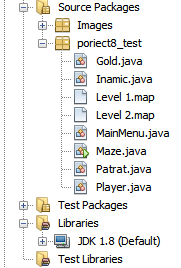 Source Packages
Images
poriect8_test
Gold.java
Inamic.java
Level 1.map
Level 2.map
MainMenu.java
Maze.java
Patrat.java
Player.java
Test Packages
Libraries
JDK 1.8 (Default)
Test Libraries